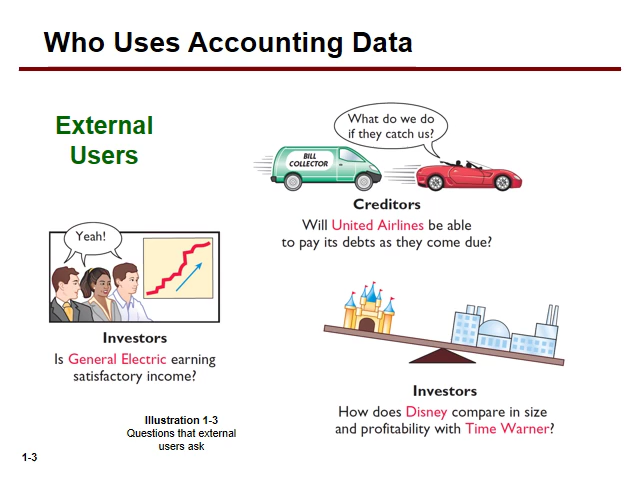 Who Uses Accounting Data
External
Users
What do we do
if they catch us?
BILL
COLLECTOR
Creditors
Will United Airlines be able
to pay its debts as they come due?
Yeah!
Investors
Is General Electric earning
satisfactory income?
Investors
How does Disney compare in size
and profitability with Time Warner?
Illustration 1-3
Questions that external
users ask
1-3